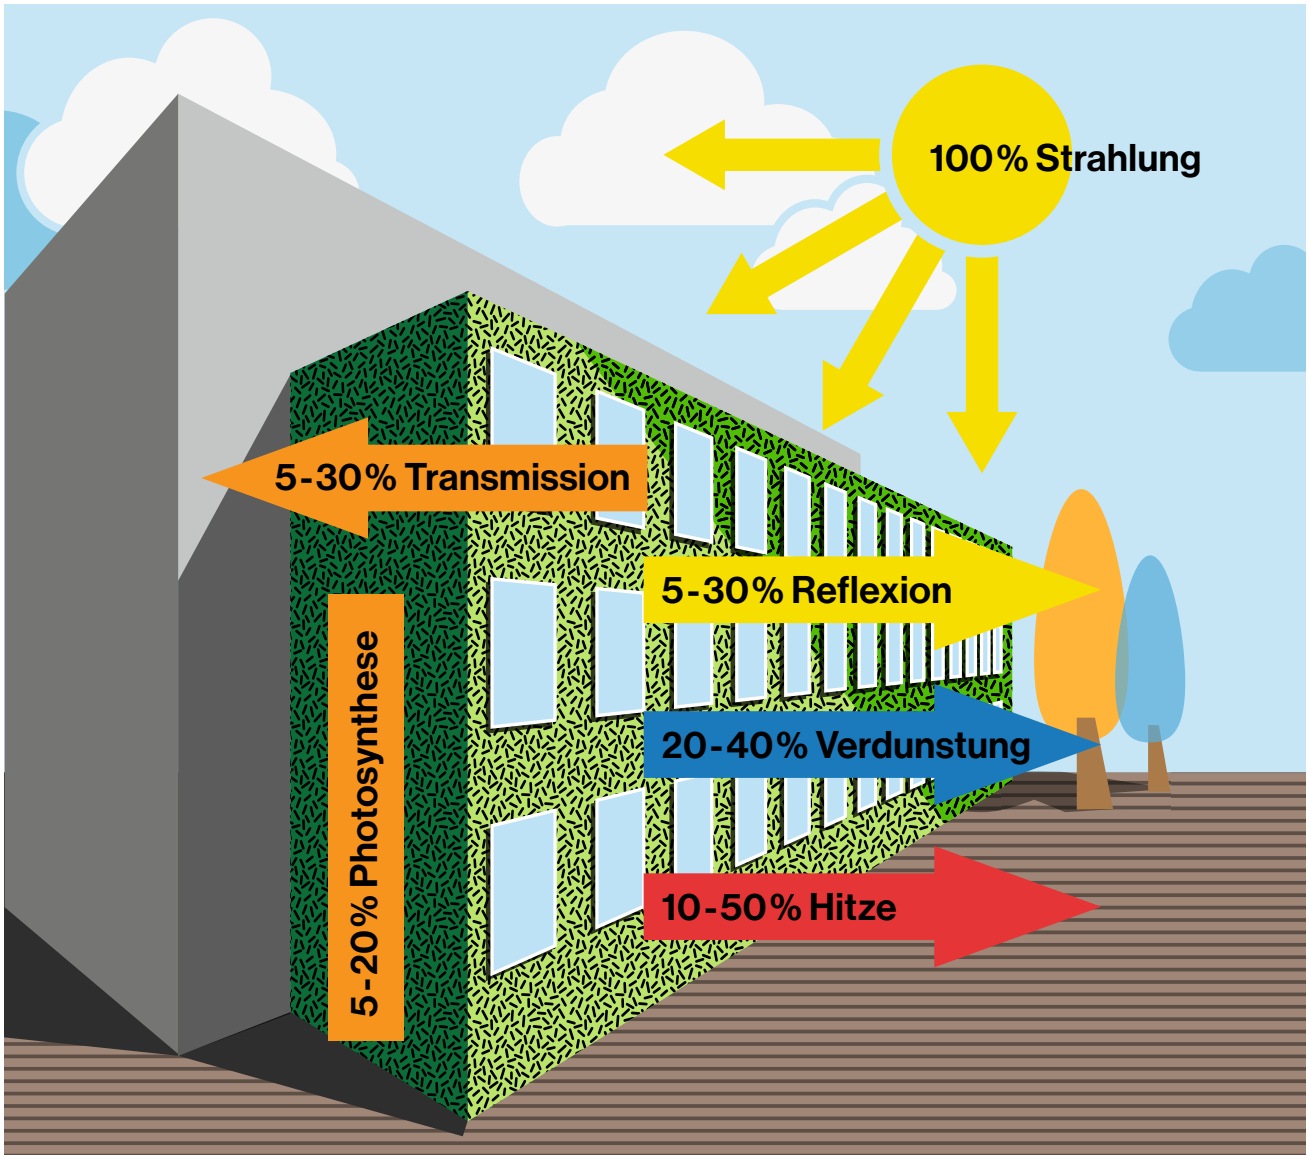 100% Strahlung
5-30% Transmission
5-30% Reflexion
5-20% Photosynthese
20-40% Verdunstung
10-50% Hitze